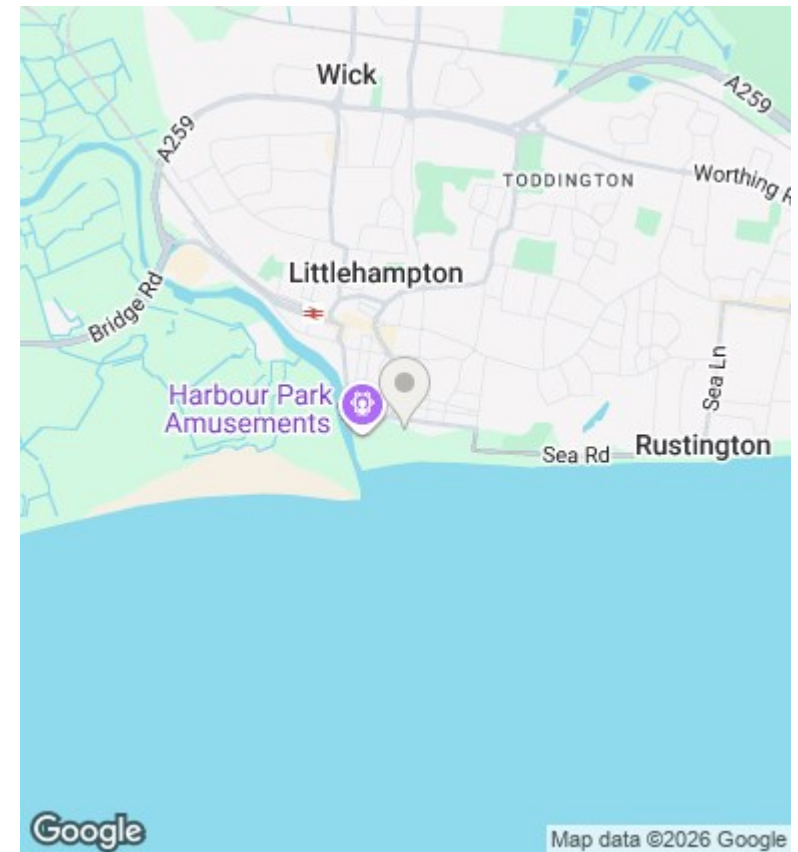 Wick
A259
A259
TODDINGTON
Worthing R
Littlehampton
Bridge Rd
Sea Ln
Harbour Park
Amusements
Sea Rd
Rustington
Google
Map data ©2026 Google